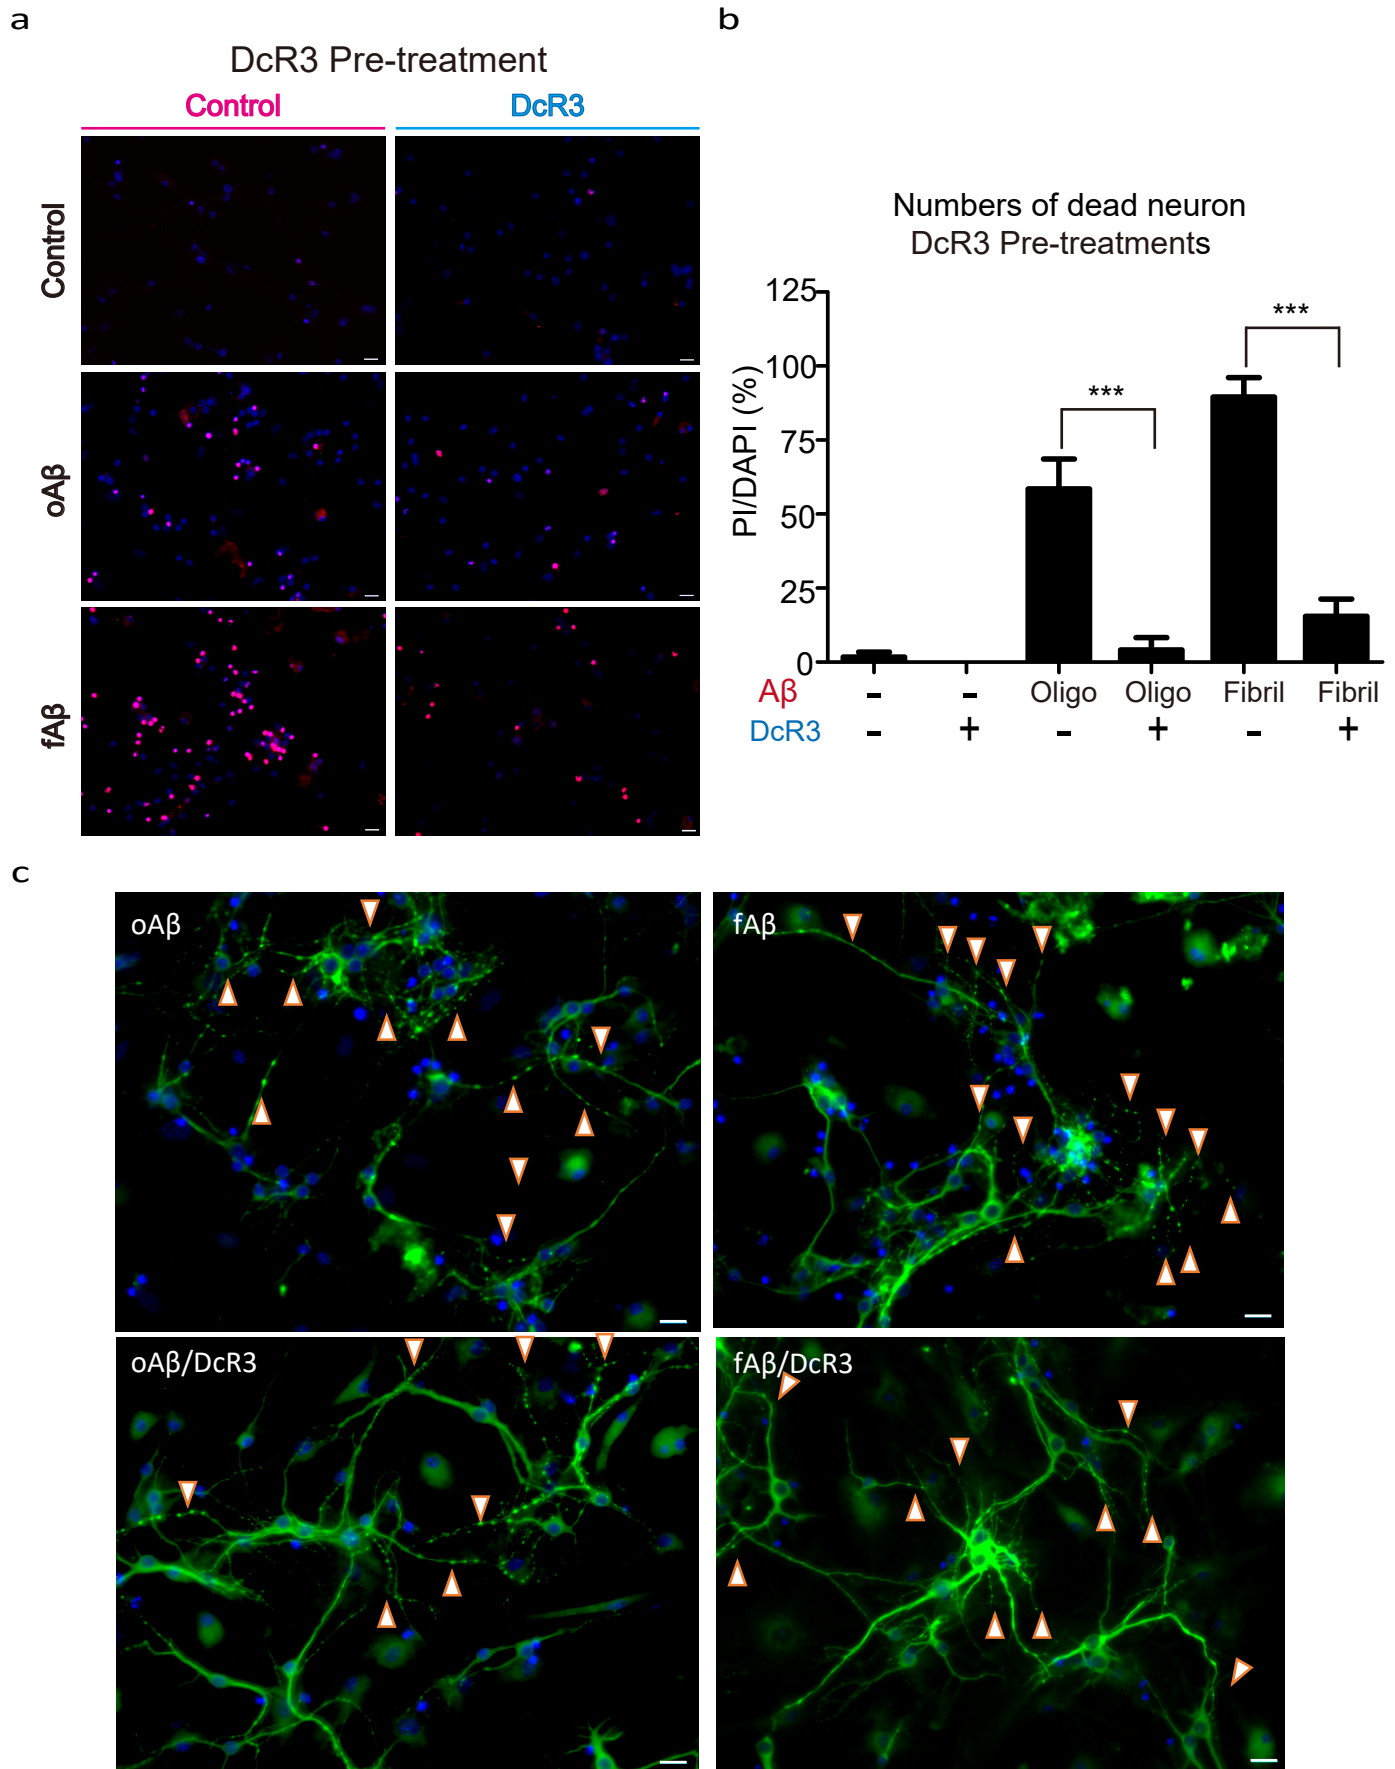 a
DcR3 Pre-treatment
Control DcR3
Control
oAβ
fAβ
b
Numbers of dead neuron
DcR3 Pre-treatments
PI/DAPI (%)
125
100
75
50
25
0
***
***
Aβ - - Oligo Oligo Fibril Fibril
DcR3 - + - + - +
c
oAβ
fAβ
oAβ/DcR3
fAβ/DcR3